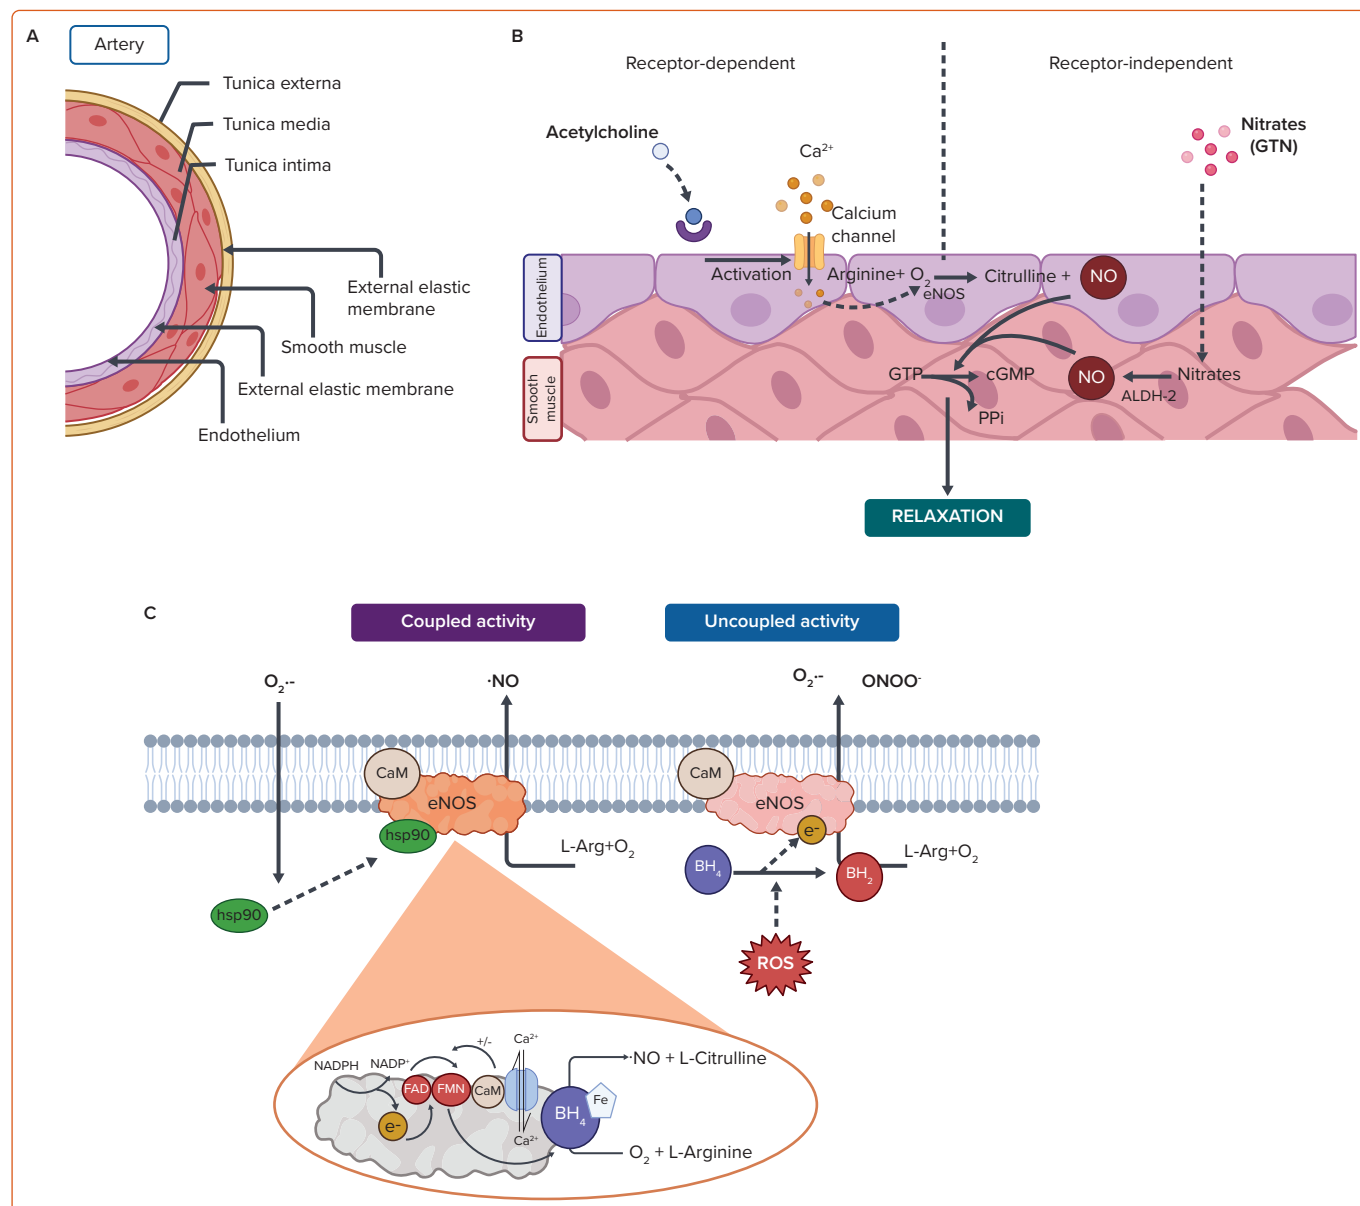 A
Artery
Tunica externa
Tunica media
Tunica intima
External elastic
membrane
Smooth muscle
External elastic membrane
Endothelium
B
Receptor-dependent
Receptor-independent
Acetylcholine
Ca²⁺
Nitrates
(GTN)
Calcium
channel
Endothelium
Activation
Arginine+ O₂
eNOS
Citrulline +
NO
Smooth
muscle
GTP
cGMP
NO
Nitrates
ALDH-2
PPi
RELAXATION
C
Coupled activity
Uncoupled activity
O₂·-
·NO
O₂·-
ONOO⁻
CaM
eNOS
hsp90
L-Arg+O₂
hsp90
CaM
eNOS
e-
BH₄
BH₂
L-Arg+O₂
ROS
NADPH
NADP⁺
+/-
Ca²⁺
FAD
FMN
CaM
e-
BH₄
Fe
Ca²⁺
·NO + L-Citrulline
O₂ + L-Arginine